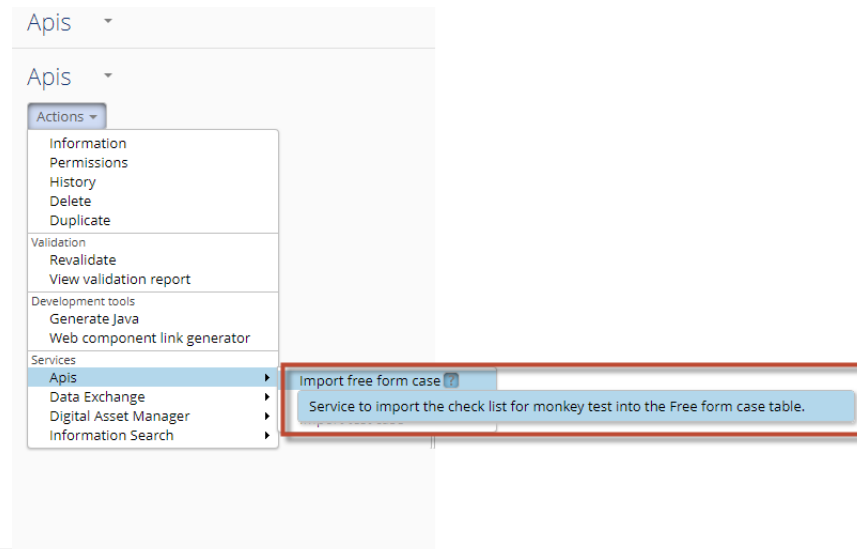 Apis
Apis
Actions
Information
Permissions
History
Delete
Duplicate
Validation
Revalidate
View validation report
Development tools
Generate Java
Web component link generator
Services
Apis
Import free form case ?
Service to import the check list for monkey test into the Free form case table.
Data Exchange
Digital Asset Manager
Information Search